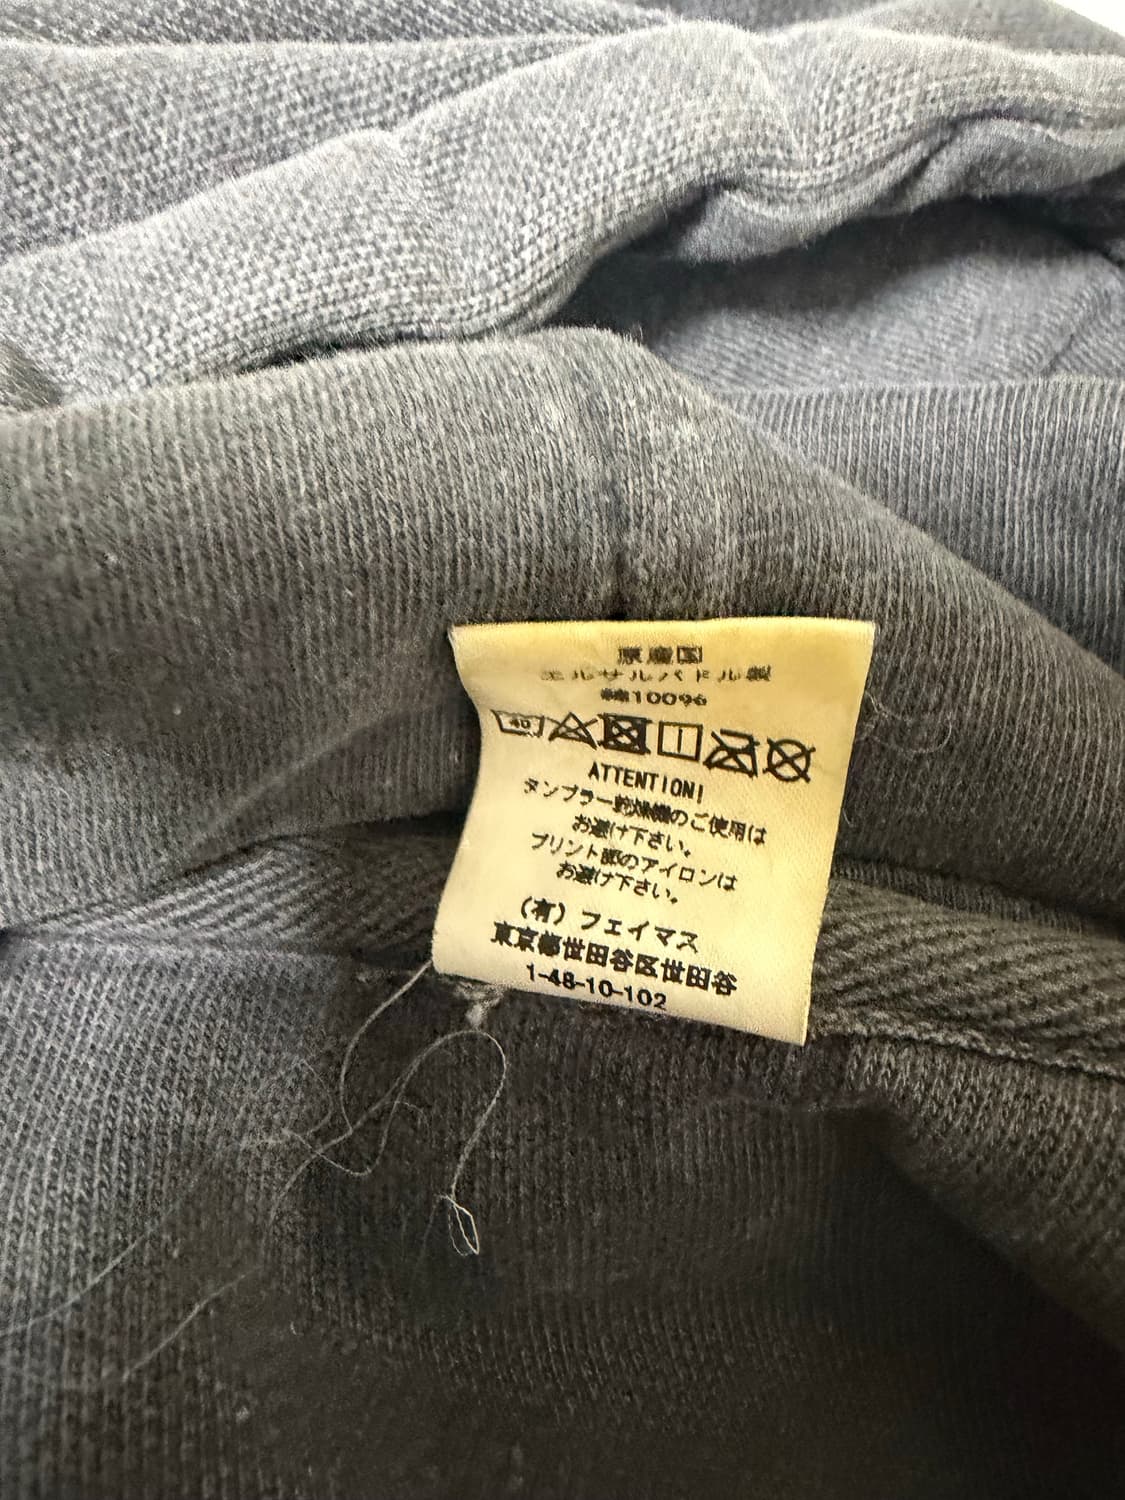 原産国
エルサルバドル製
綿100%
40
ATTENTION!
タンブラー乾燥機のご使用は
お避け下さい。
プリント部のアイロンは
お避け下さい。
(有) フェイマス
東京都世田谷区世田谷
1-48-10-102